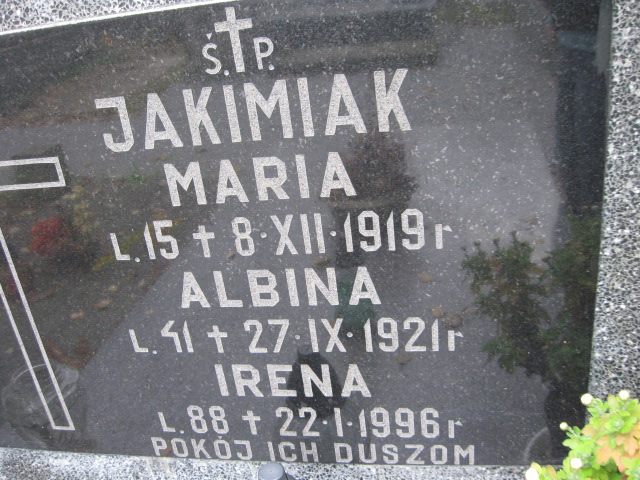 Ś.†P.
JAKIMIAK
MARIA
L.15 † 8·XII·1919r
ALBINA
L.41 † 27·IX·1921r
IRENA
L.88 † 22·I·1996r
POKÓJ ICH DUSZOM